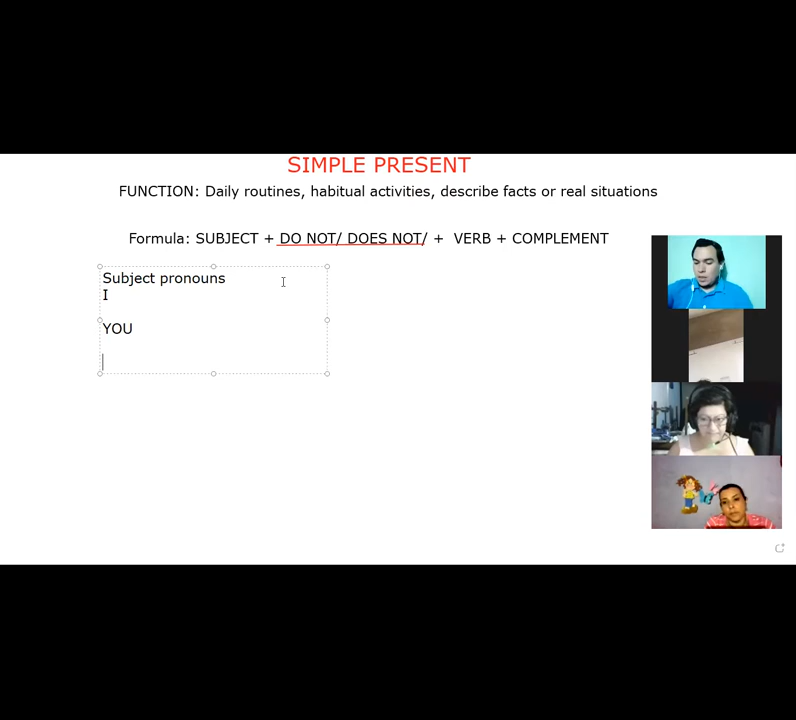 SIMPLE PRESENT
FUNCTION: Daily routines, habitual activities, describe facts or real situations
Formula: SUBJECT + DO NOT/ DOES NOT/ + VERB + COMPLEMENT
Subject pronouns
I
YOU